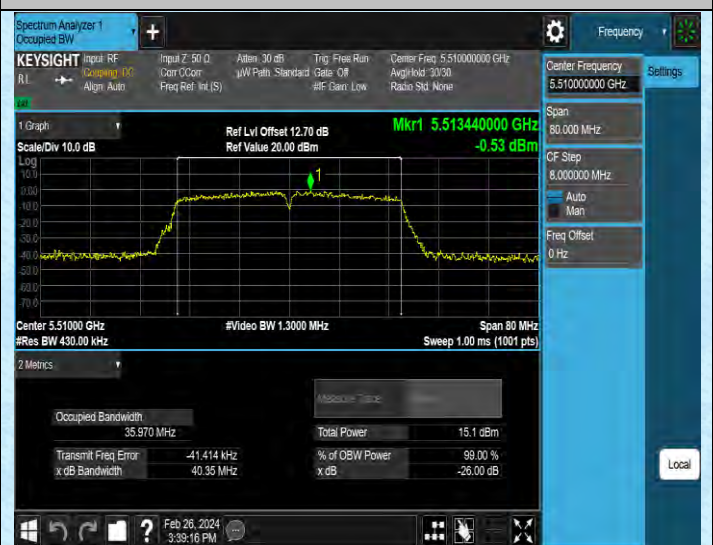 Spectrum Analyzer 1
Occupied BW
+
Frequency
KEYSIGHT Input: RF Input Z: 50 Ω Atten: 30 dB Trig: Free Run Center Freq: 5.510000000 GHz
RL Coupling: DC Corr CCorr µW Path: Standard Gate: Off Avg|Hold: 30/30
Align: Auto Freq Ref: Int (S) #IF Gain: Low Radio Std: None
1 Graph
Ref Lvl Offset 12.70 dB
Mkr1 5.513440000 GHz
Scale/Div 10.0 dB
Ref Value 20.00 dBm
-0.53 dBm
Log
10.0
0.00
-10.0
-20.0
-30.0
-40.0
-50.0
-60.0
-70.0
1
Center 5.51000 GHz
#Video BW 1.3000 MHz
Span 80 MHz
#Res BW 430.00 kHz
Sweep 1.00 ms (1001 pts)
2 Metrics
Measure Trace
Occupied Bandwidth
35.970 MHz
Total Power 15.1 dBm
Transmit Freq Error -41.414 kHz
% of OBW Power 99.00 %
x dB Bandwidth 40.35 MHz
x dB -26.00 dB
Center Frequency
5.510000000 GHz
Settings
Span
80.000 MHz
CF Step
8.000000 MHz
Auto
Man
Freq Offset
0 Hz
Local
?
Feb 26, 2024
3:39:16 PM